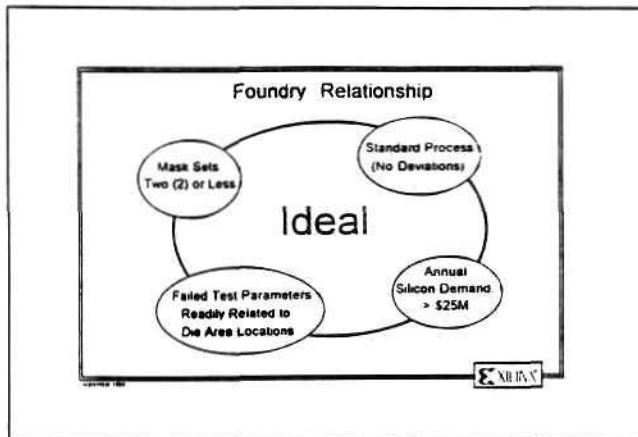 Foundry Relationship
Mask Sets
Two (2) or Less
Standard Process
(No Deviations)
Ideal
Failed Test Parameters
Readily Related to
Die Area Locations
Annual
Silicon Demand
> $25M
XILINX